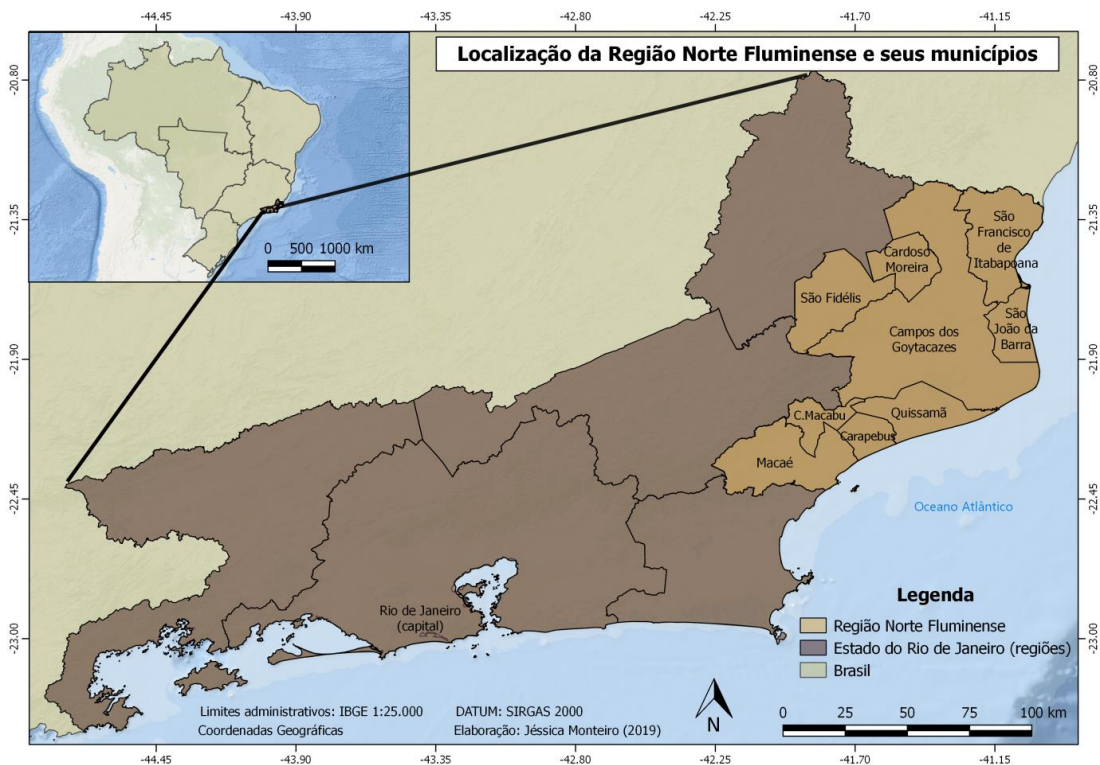 -44.45 -43.90 -43.35 -42.80 -42.25 -41.70 -41.15
Localização da Região Norte Fluminense e seus municípios
-20.80
-20.80
-21.35
-21.35
0 500 1000 km
São
Francisco
de
Itabapoana
Cardoso
Moreira
São Fidélis
São
João da
Barra
Campos dos
Goytacazes
-21.90
-21.90
Quissamã
C.Macabu
Carapebus
Macaé
-22.45
-22.45
Oceano Atlântico
Rio de Janeiro
(capital)
-23.00
-23.00
Legenda
Região Norte Fluminense
Estado do Rio de Janeiro (regiões)
Brasil
Limites administrativos: IBGE 1:25.000 DATUM: SIRGAS 2000
Coordenadas Geográficas Elaboração: Jéssica Monteiro (2019)
N
0 25 50 75 100 km
-44.45 -43.90 -43.35 -42.80 -42.25 -41.70 -41.15